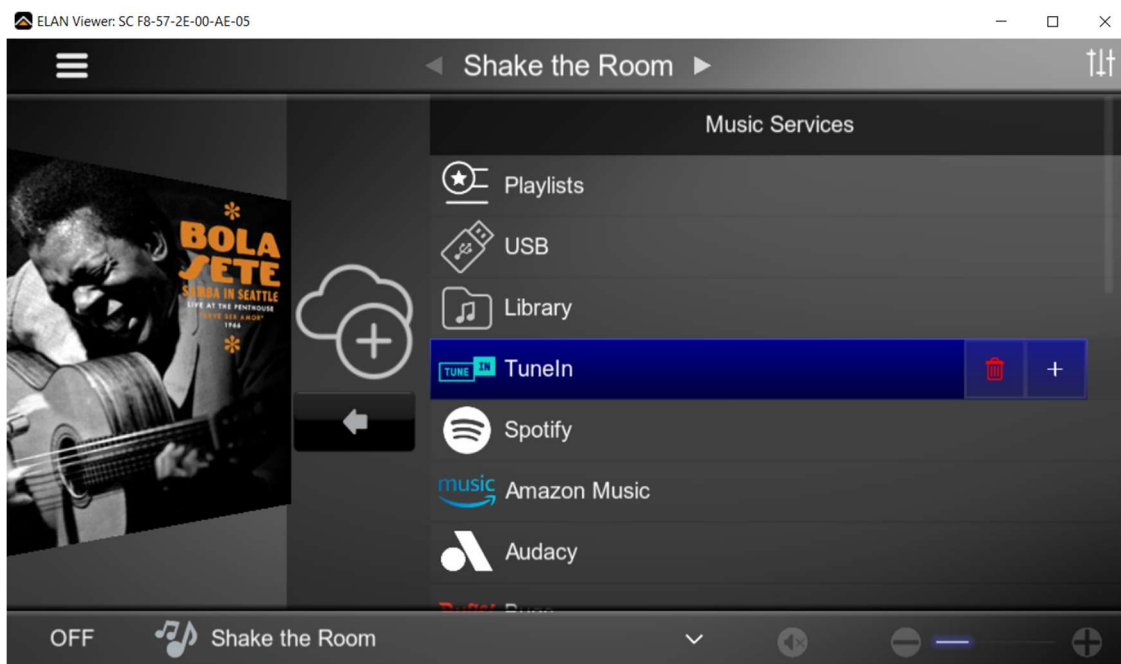 ELAN Viewer: SC F8-57-2E-00-AE-05
Shake the Room
Music Services
Playlists
USB
Library
TUNE IN TuneIn
Spotify
music Amazon Music
Audacy
BOLA
SETE
SAMBA IN SEATTLE
LIVE AT THE PENTHOUSE
1966
OFF
Shake the Room